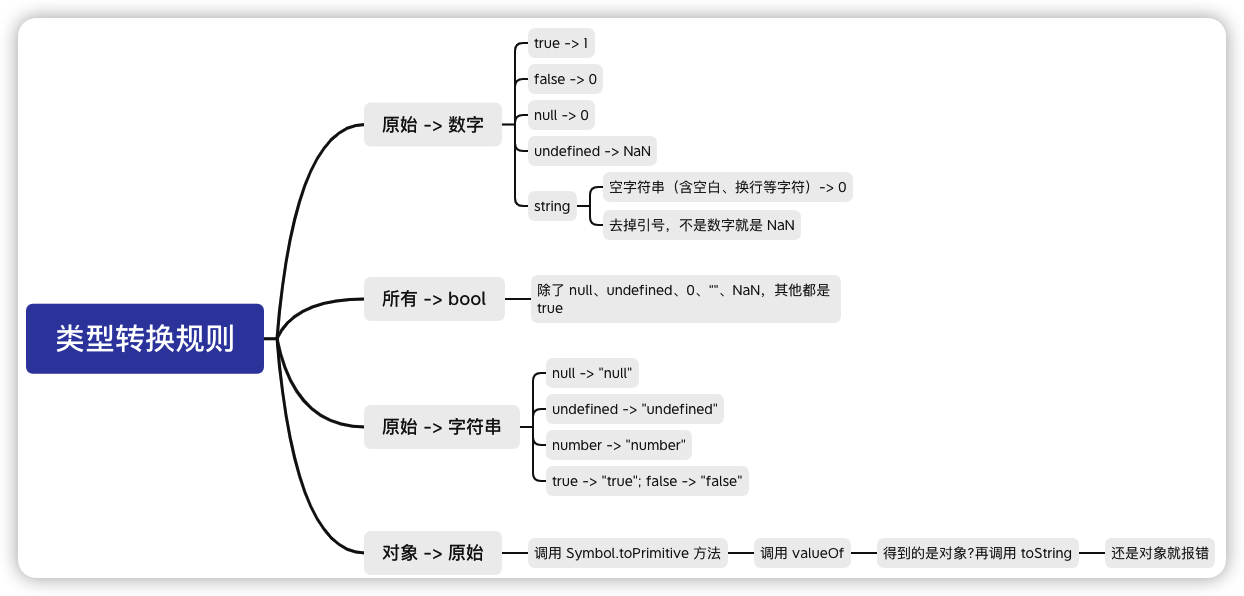 类型转换规则
原始 -> 数字
true -> 1
false -> 0
null -> 0
undefined -> NaN
string
空字符串（含空白、换行等字符）-> 0
去掉引号，不是数字就是 NaN
所有 -> bool
除了 null、undefined、0、“"、NaN，其他都是
true
原始 -> 字符串
null -> "null"
undefined -> "undefined"
number -> "number"
true -> "true"; false -> "false"
对象 -> 原始
调用 Symbol.toPrimitive 方法
调用 valueOf
得到的是对象?再调用 toString
还是对象就报错